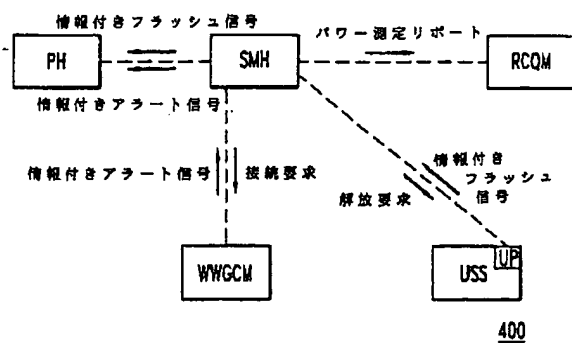 情報付きフラッシュ信号
パワー測定リポート
PH
SMH
RCQM
情報付きアラート信号
情報付きアラート信号
接続要求
情報付き
フラッシュ
信号
解放要求
WWGCM
UP
USS
400